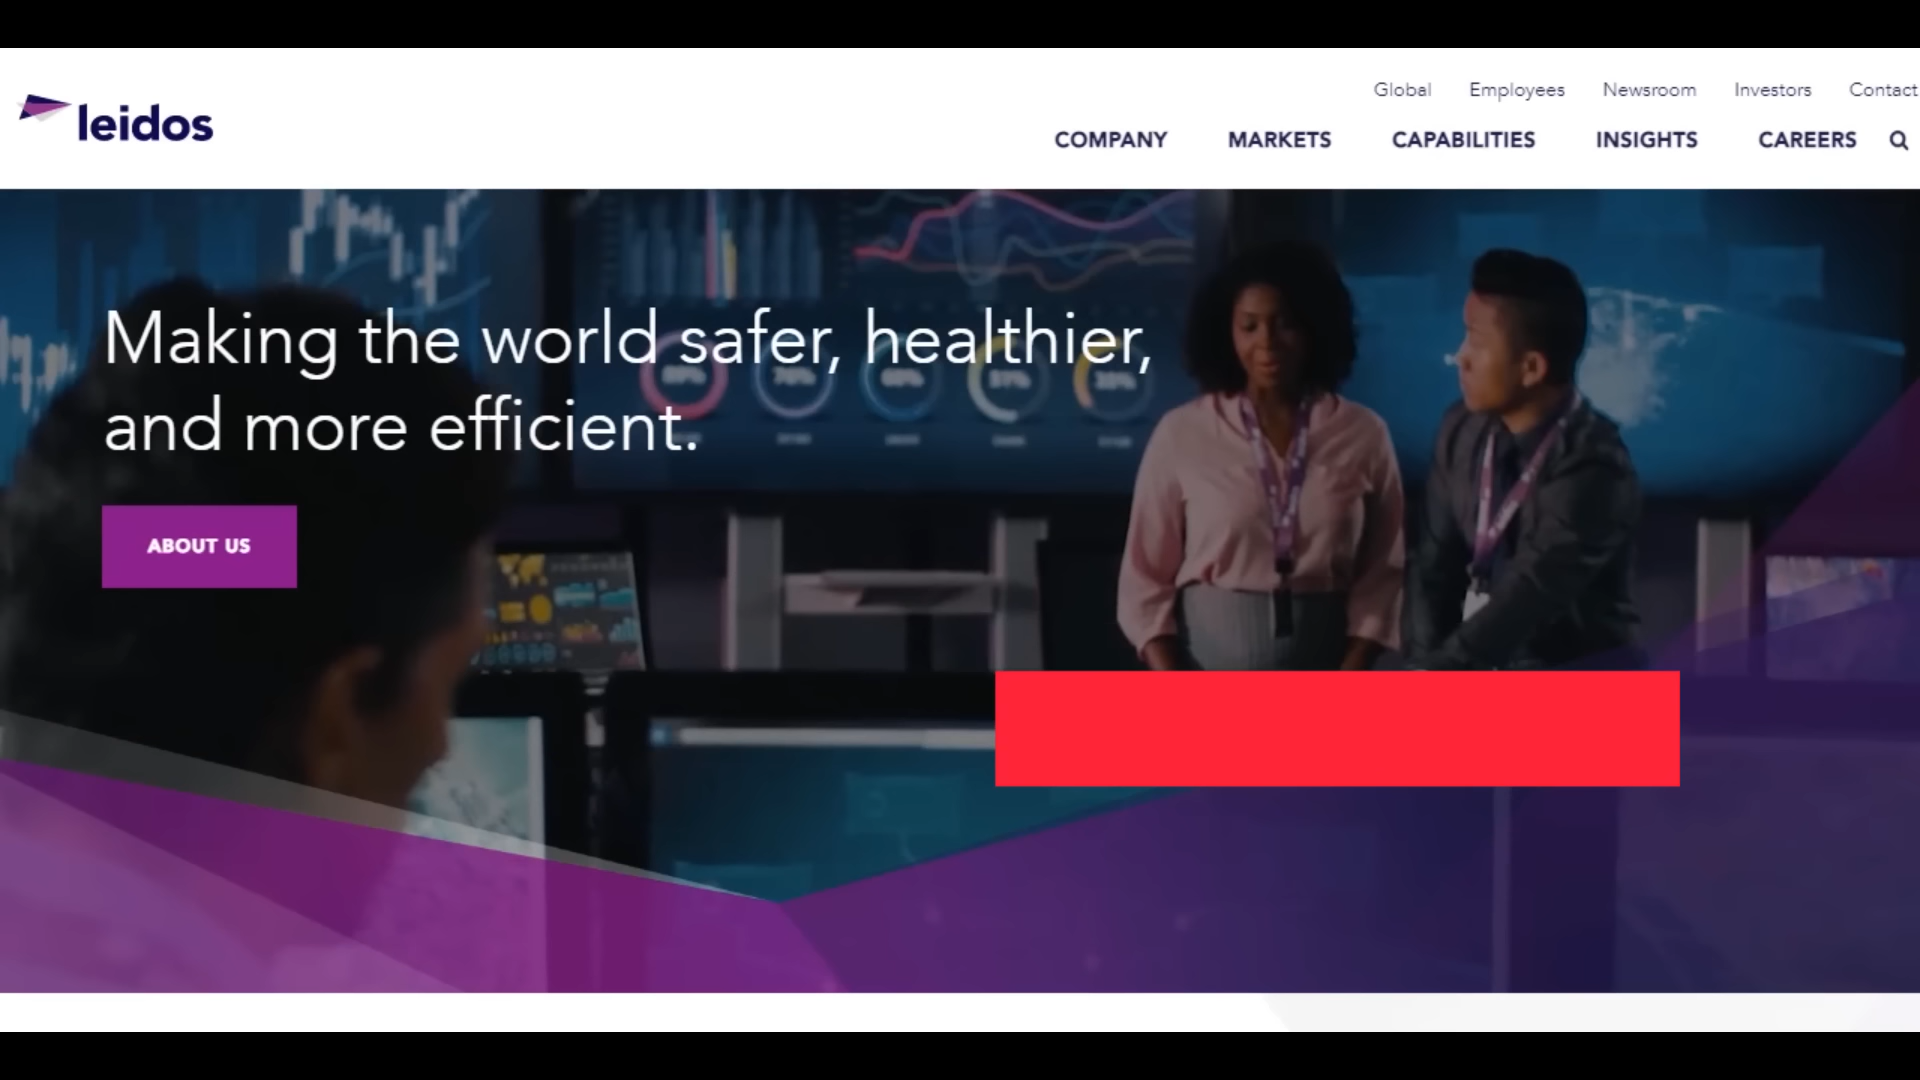 leidos
Global Employees Newsroom Investors Contact
COMPANY MARKETS CAPABILITIES INSIGHTS CAREERS
Making the world safer, healthier,
and more efficient.
ABOUT US